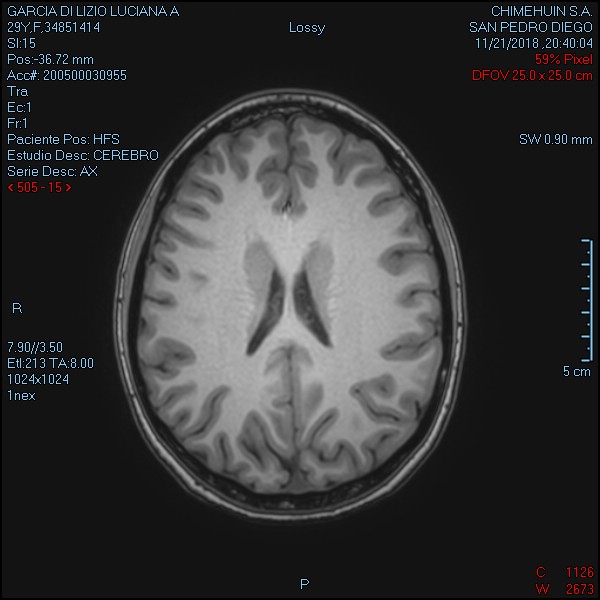 GARCIA DI LIZIO LUCIANA A
29Y,F,34851414
Sl:15
Pos:-36.72 mm
Acc#: 200500030955
Tra
Ec:1
Fr:1
Paciente Pos: HFS
Estudio Desc: CEREBRO
Serie Desc: AX
< 505 - 15 >
Lossy
CHIMEHUIN S.A.
SAN PEDRO DIEGO
11/21/2018 ,20:40:04
59% Pixel
DFOV 25.0 x 25.0 cm
SW 0.90 mm
R
5 cm
7.90//3.50
Etl:213 TA:8.00
1024x1024
1nex
P
C 1126
W 2673